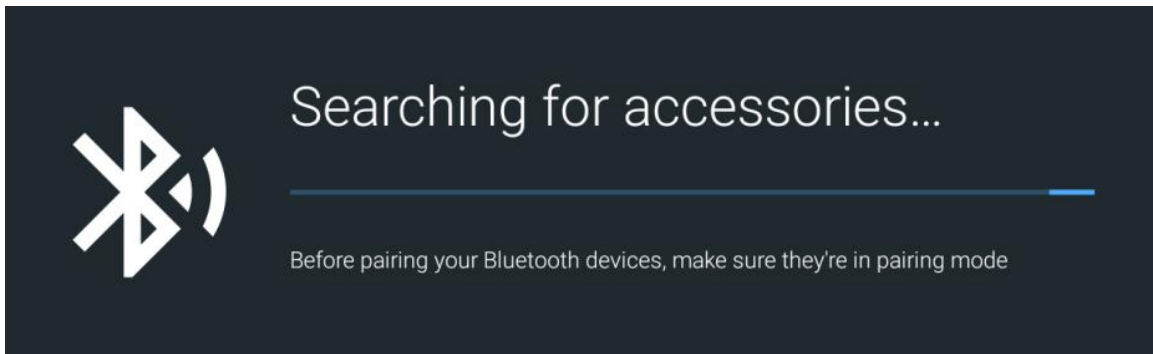 Searching for accessories...
Before pairing your Bluetooth devices, make sure they're in pairing mode